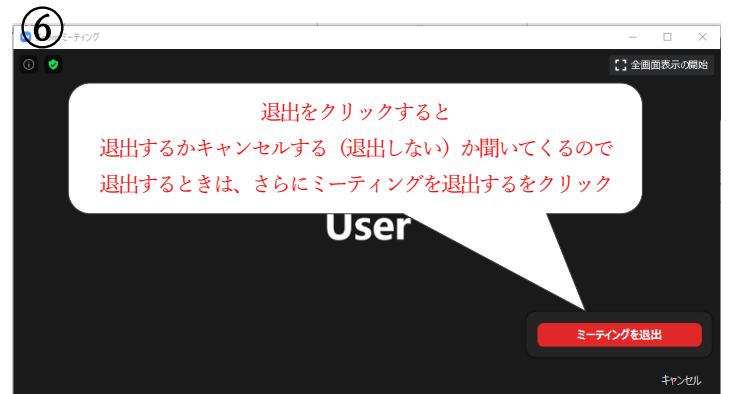 ⑥
ミーティング
全画面表示の開始
退出をクリックすると
退出するかキャンセルする（退出しない）か聞いてくるので
退出するときは、さらにミーティングを退出するをクリック
User
ミーティングを退出
キャンセル